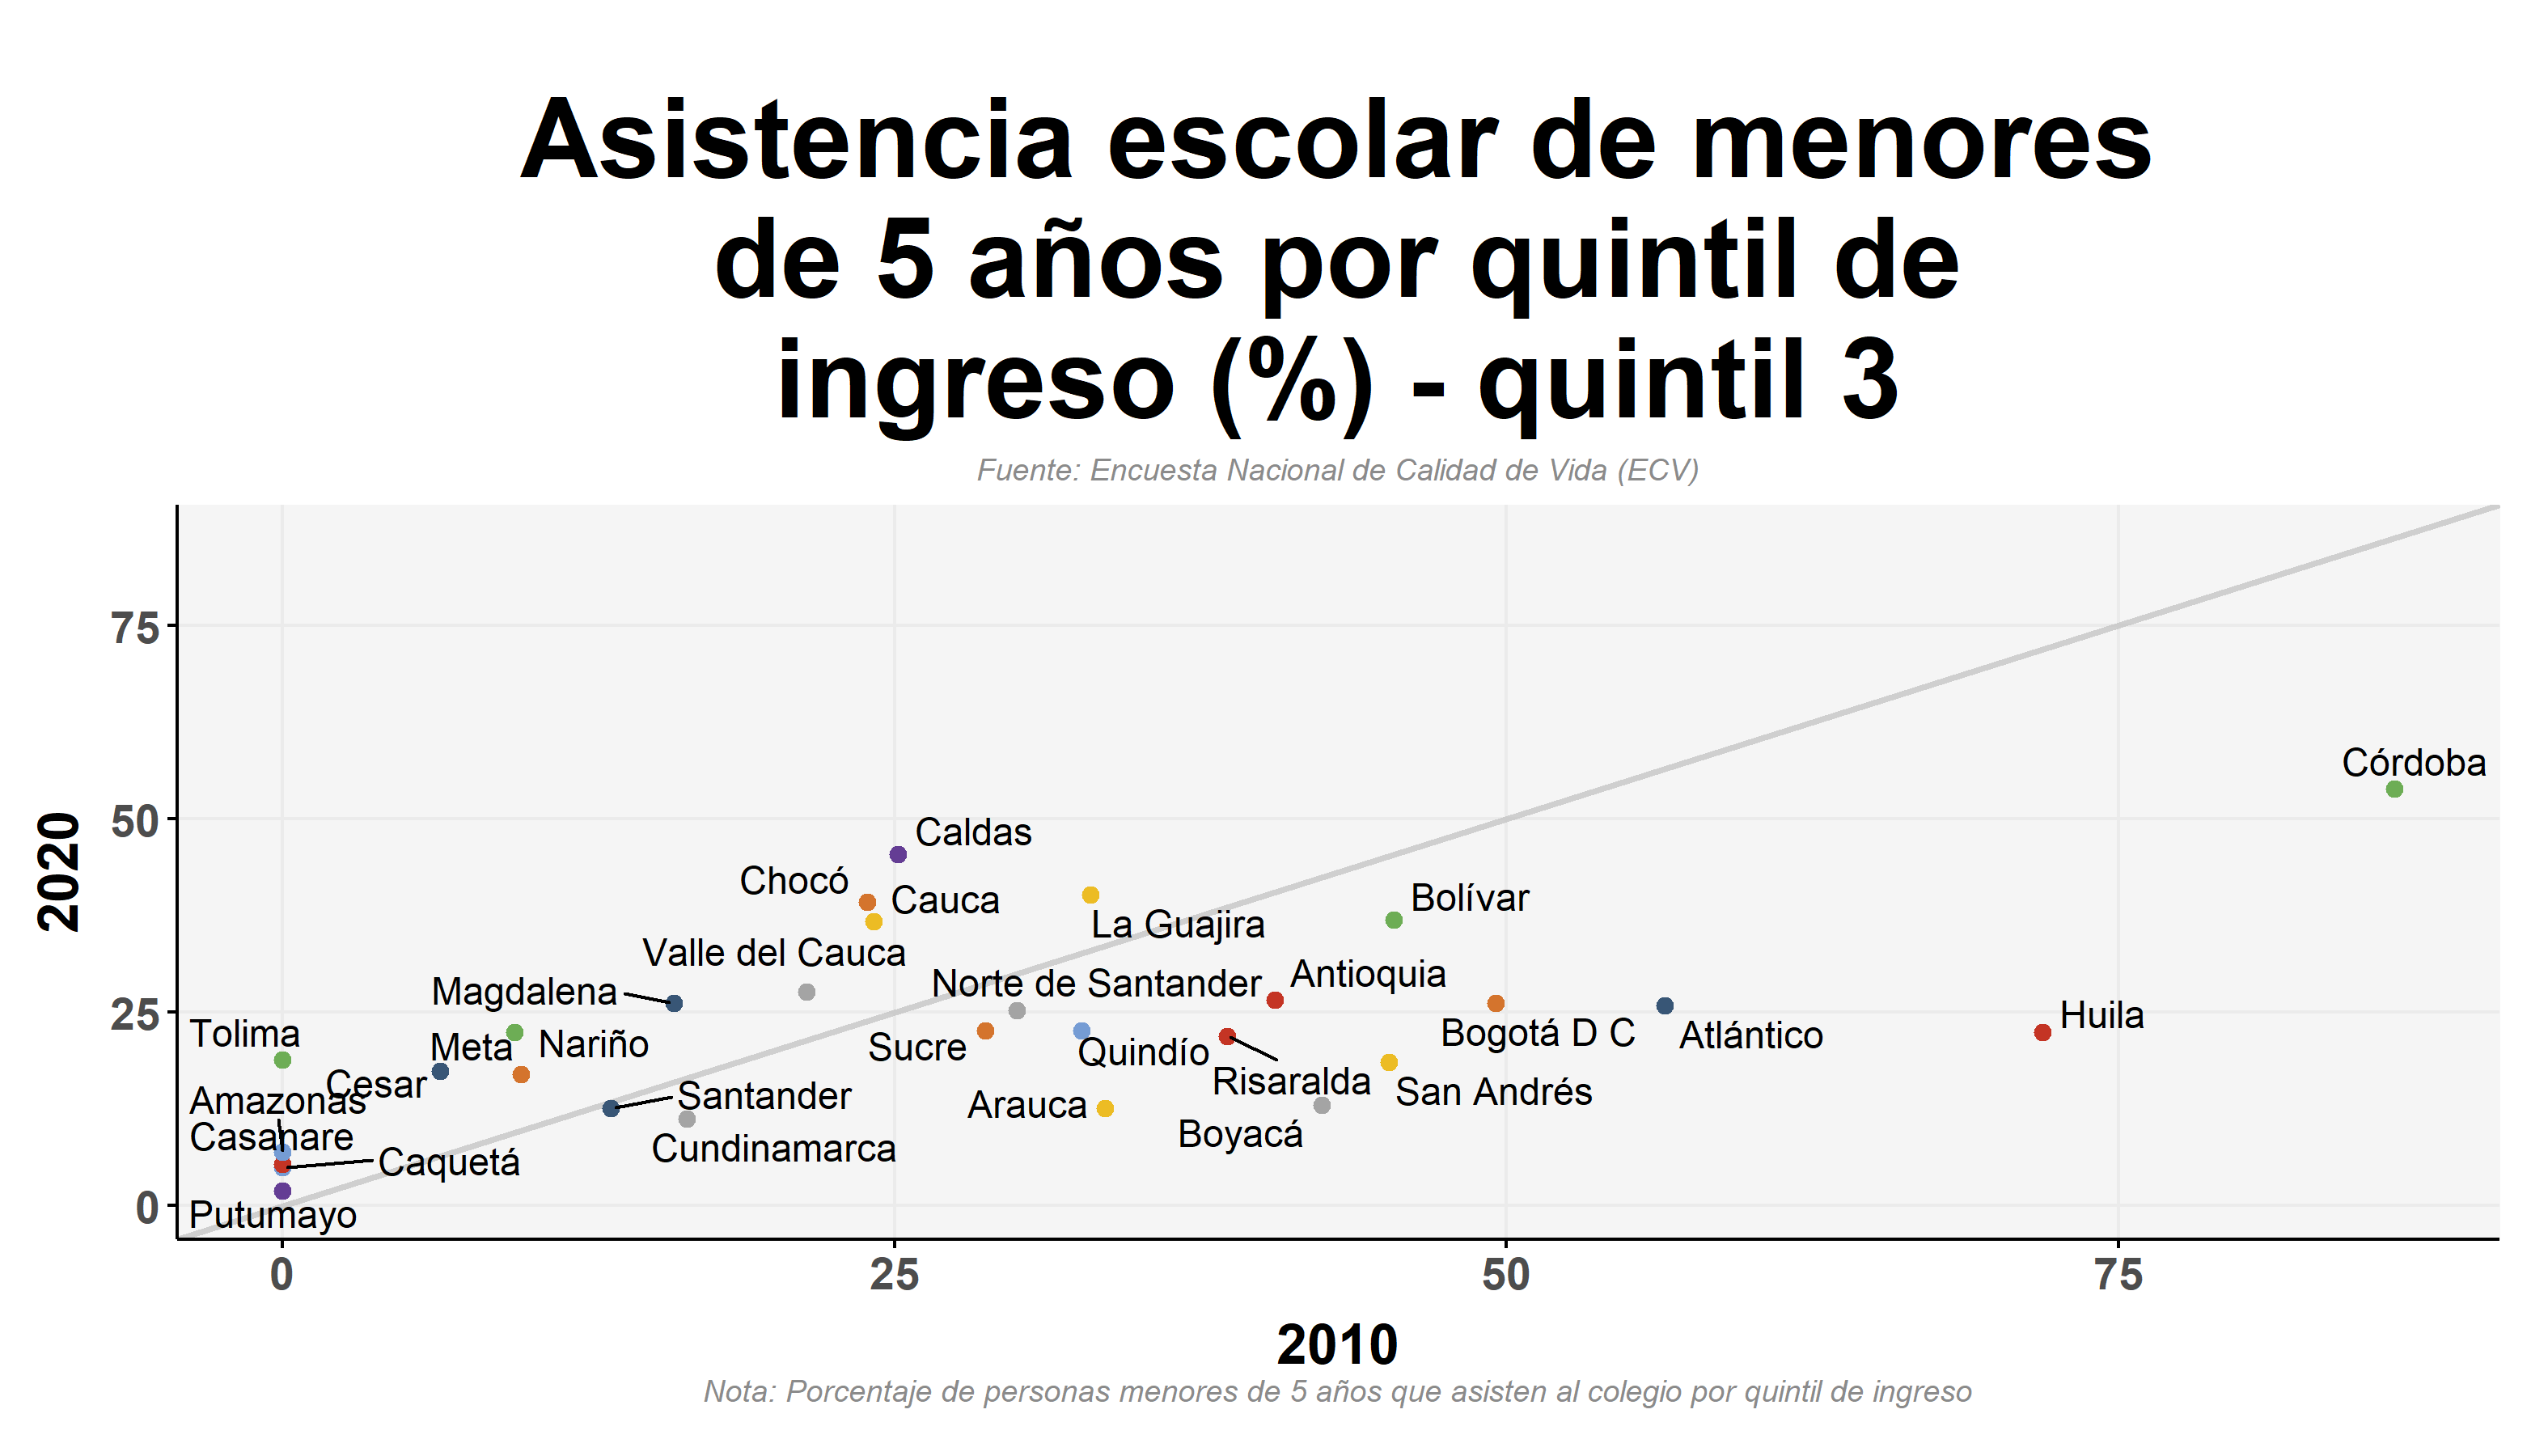 Asistencia escolar de menores
de 5 años por quintil de
ingreso (%) - quintil 3
Fuente: Encuesta Nacional de Calidad de Vida (ECV)
2020
75
50
25
0
Córdoba
Caldas
Chocó
Cauca
La Guajira
Bolívar
Valle del Cauca
Magdalena
Norte de Santander
Antioquia
Tolima
Meta
Nariño
Sucre
Quindío
Bogotá D C
Atlántico
Huila
Cesar
Amazonas
Santander
Arauca
Risaralda
San Andrés
Casanare
Caquetá
Cundinamarca
Boyacá
Putumayo
0
25
50
75
2010
Nota: Porcentaje de personas menores de 5 años que asisten al colegio por quintil de ingreso